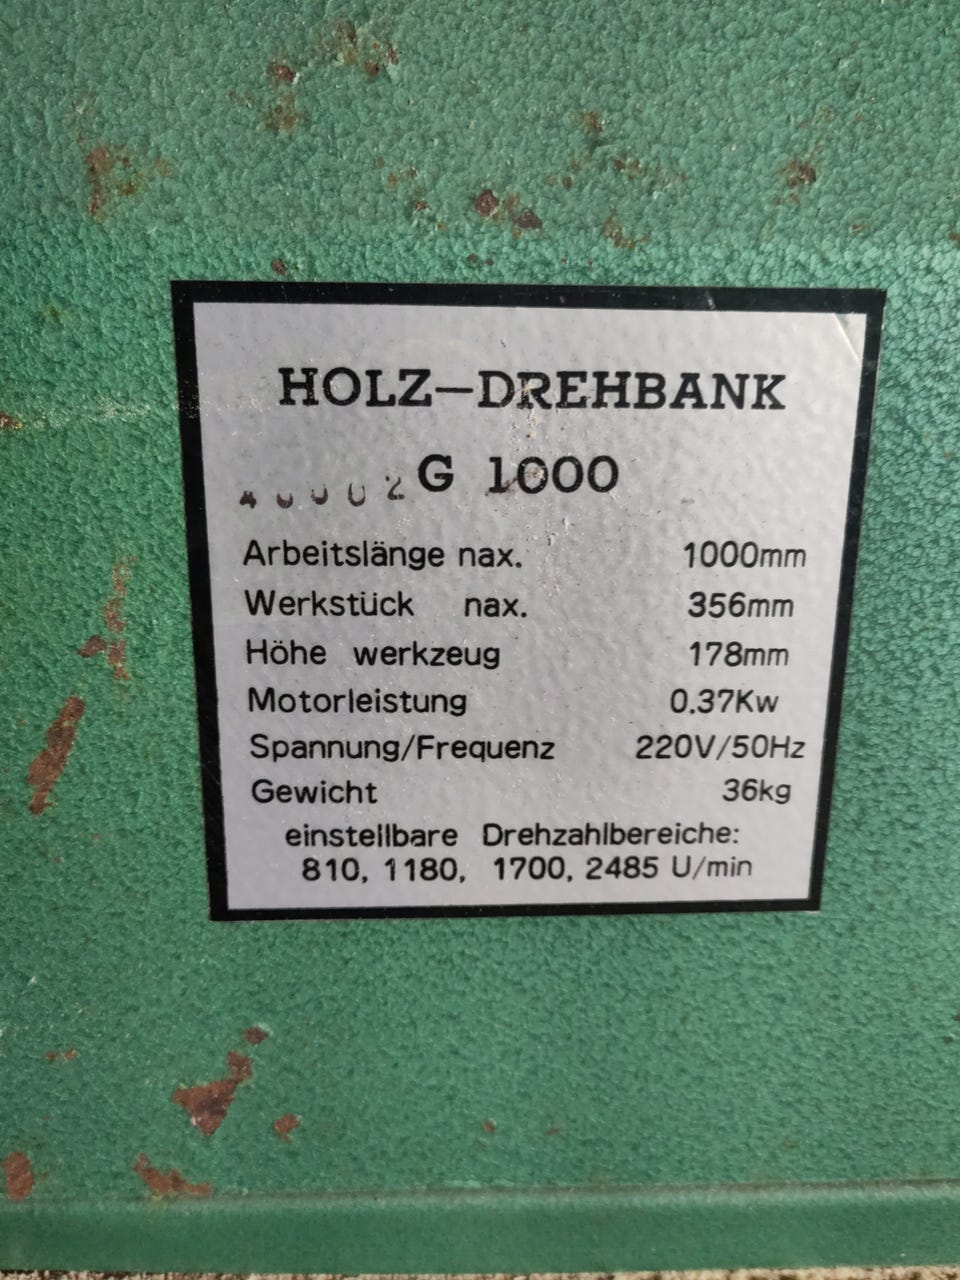 HOLZ-DREHBANK
G 1000
Arbeitslänge nax. 1000mm
Werkstück nax. 356mm
Höhe werkzeug 178mm
Motorleistung 0.37Kw
Spannung/Frequenz 220V/50Hz
Gewicht 36kg
einstellbare Drehzahlbereiche:
810, 1180, 1700, 2485 U/min